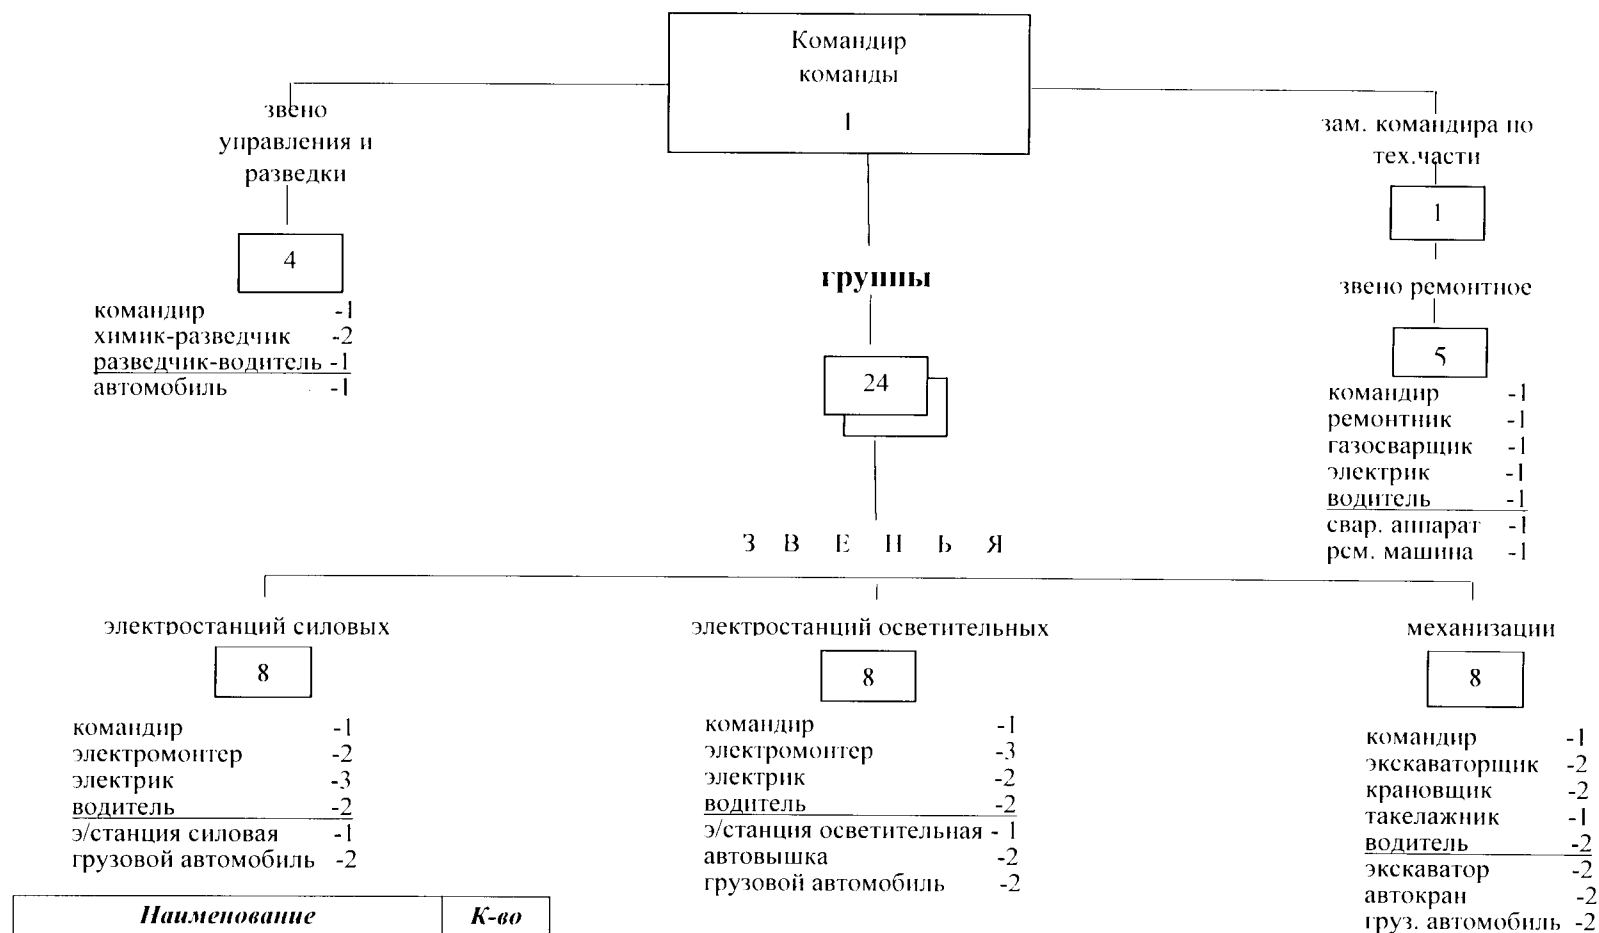 Командир
команды
1
звено
управления и
разведки
4
командир -1
химик-разведчик -2
разведчик-водитель -1
автомобиль -1
зам. командира по
тех.части
1
звено ремонтное
5
командир -1
ремонтник -1
газосварщик -1
электрик -1
водитель -1
свар. аппарат -1
рем. машина -1
группы
24
З В Е Н Ь Я
электростанций силовых
8
командир -1
электромонтер -2
электрик -3
водитель -2
э/станция силовая -1
грузовой автомобиль -2
электростанций осветительных
8
командир -1
электромонтер -3
электрик -2
водитель -2
э/станция осветительная - 1
автовышка -2
грузовой автомобиль -2
механизации
8
командир -1
экскаваторщик -2
крановщик -2
такелажник -1
водитель -2
экскаватор -2
автокран -2
груз. автомобиль -2
Наименование К-во